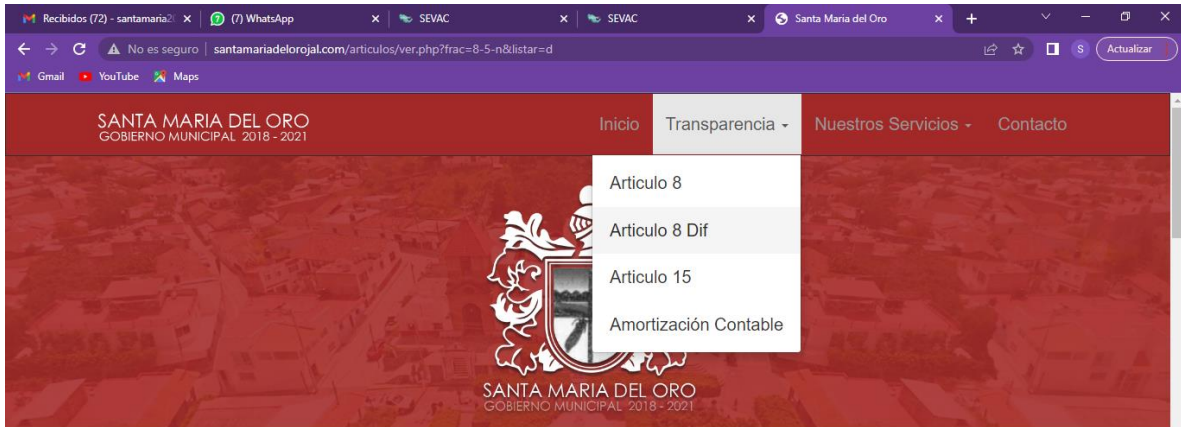 Recibidos (72) - santamaria20
(7) WhatsApp
SEVAC
SEVAC
Santa Maria del Oro
No es seguro
santamariadelorojal.com/articulos/ver.php?frac=8-5-n&listar=d
S
Actualizar
Gmail
YouTube
Maps
SANTA MARIA DEL ORO
GOBIERNO MUNICIPAL 2018 - 2021
Inicio
Transparencia
Nuestros Servicios
Contacto
Articulo 8
Articulo 8 Dif
Articulo 15
Amortización Contable
SANTA MARIA DEL ORO
GOBIERNO MUNICIPAL 2018 - 2021